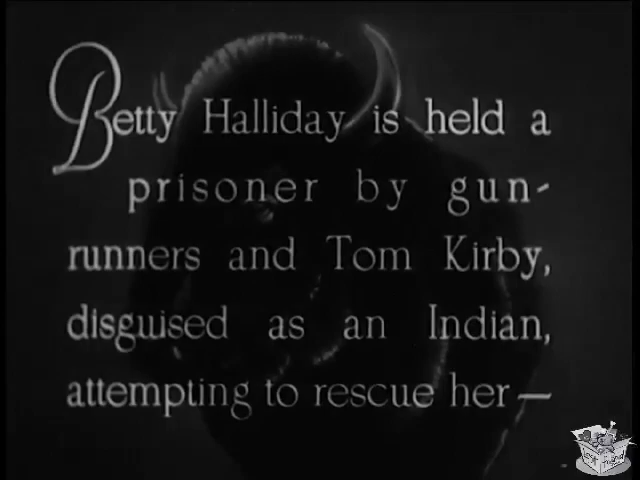 Betty Halliday is held a
prisoner by gun-
runners and Tom Kirby,
disguised as an Indian,
attempting to rescue her—